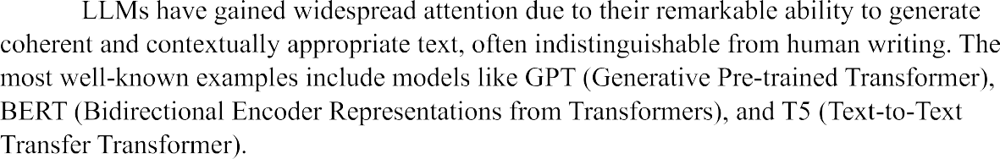 LLMs have gained widespread attention due to their remarkable ability to generate
coherent and contextually appropriate text, often indistinguishable from human writing. The
most well-known examples include models like GPT (Generative Pre-trained Transformer),
BERT (Bidirectional Encoder Representations from Transformers), and T5 (Text-to-Text
Transfer Transformer).